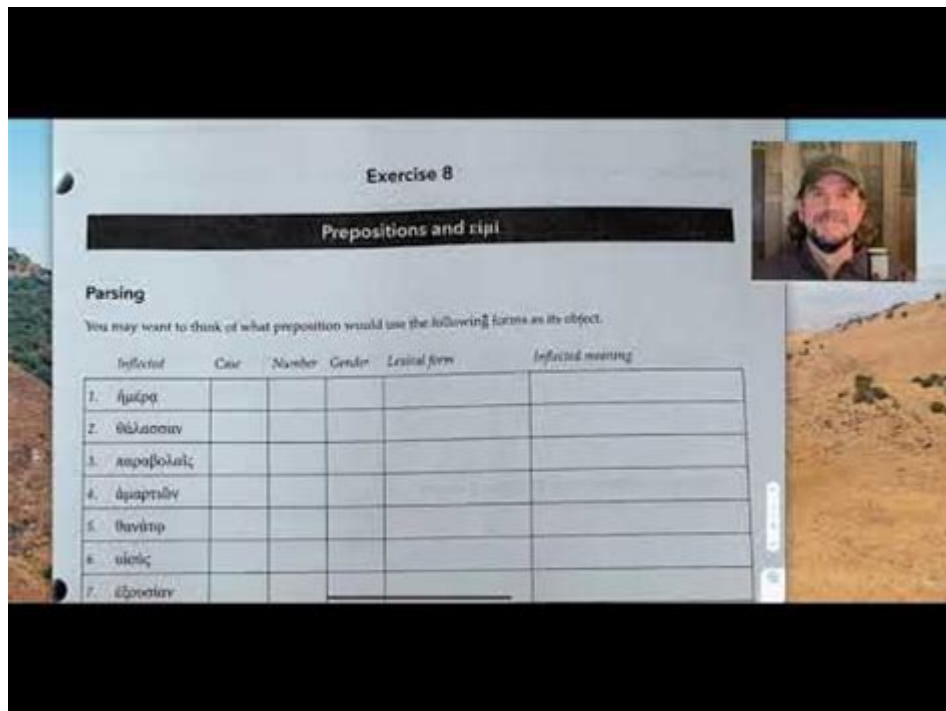 Exercise 8
Prepositions and εἰμί
Parsing
You may want to think of what preposition would use the following forms as its object.
Inflected Case Number Gender Lexical form Inflected meaning
1. ἡμέρᾳ
2. θάλασσαν
3. παραβολαῖς
4. ἁμαρτιῶν
5. θανάτῳ
6. υἱούς
7. ἐξουσίαν